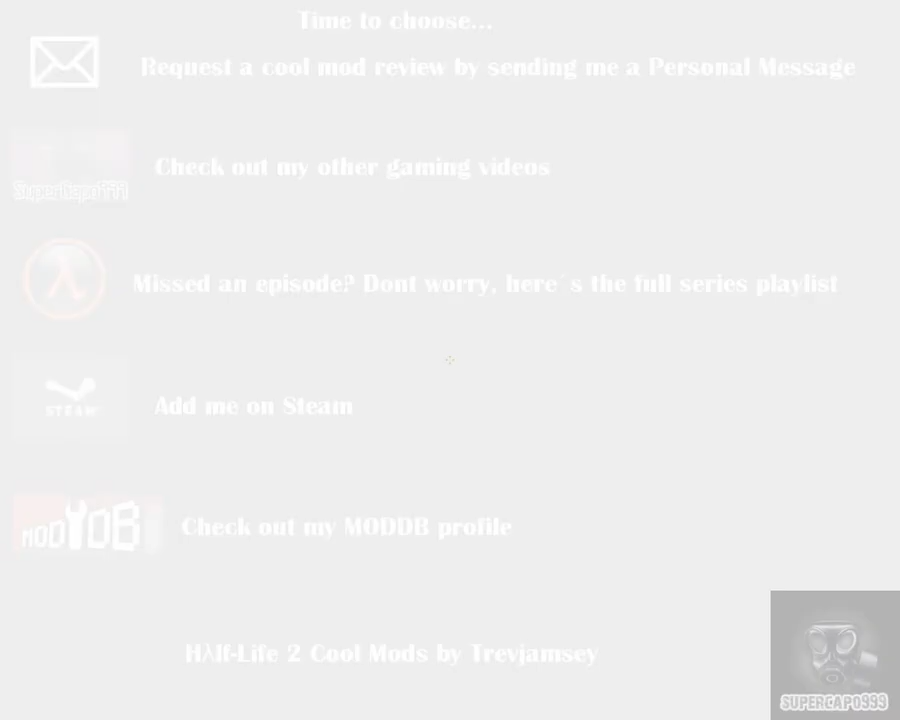 Time to choose...
Request a cool mod review by sending me a Personal Message
SuperCapo999
Check out my other gaming videos
Missed an episode? Dont worry, here´s the full series playlist
STEAM
Add me on Steam
MODDB
Check out my MODDB profile
Hλlf-Life 2 Cool Mods by Trevjamsey
SUPERCAPO999